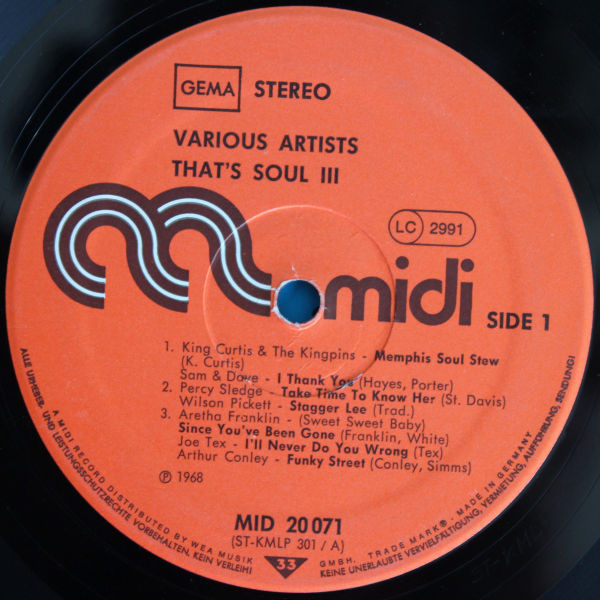 GEMA STEREO
VARIOUS ARTISTS
THAT'S SOUL III
LC 2991
midi
SIDE 1
1. King Curtis & The Kingpins - Memphis Soul Stew
(K. Curtis)
Sam & Dave - I Thank You (Hayes, Porter)
2. Percy Sledge - Take Time To Know Her (St. Davis)
Wilson Pickett - Stagger Lee (Trad.)
3. Aretha Franklin - (Sweet Sweet Baby)
Since You've Been Gone (Franklin, White)
Joe Tex - I'll Never Do You Wrong (Tex)
Arthur Conley - Funky Street (Conley, Simms)
℗ 1968
MID 20 071
(ST-KMLP 301 / A)
33
A MIDI RECORD DISTRIBUTED BY WEA MUSIK GMBH. TRADE MARK ®. MADE IN GERMANY
ALLE URHEBER- UND LEISTUNGSSCHUTZRECHTE VORBEHALTEN. KEIN VERLEIH! KEINE UNERLAUBTE VERVIELFÄLTIGUNG, VERMIETUNG, AUFFÜHRUNG, SENDUNG!